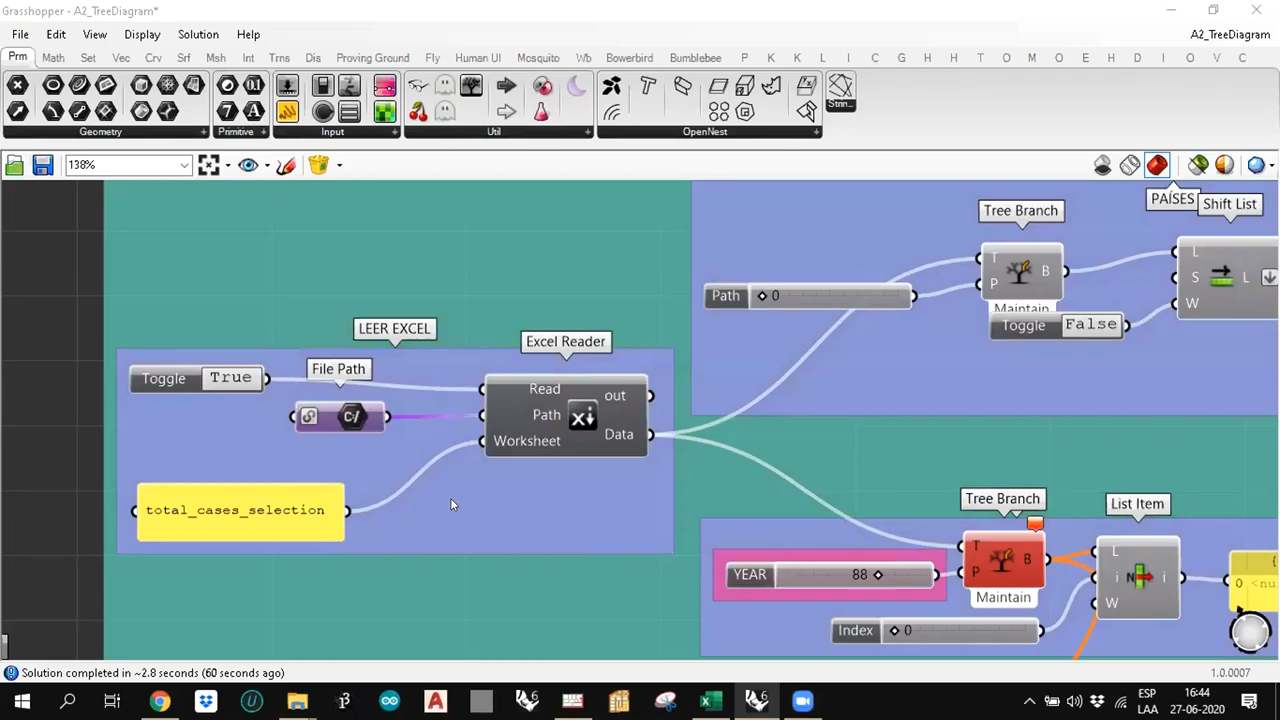 Grasshopper - A2_TreeDiagram*
File Edit View Display Solution Help
A2_TreeDiagram
Prm Math Set Vec Crv Srf Msh Int Trns Dis Proving Ground Fly Human UI Mosquito Wb Bowerbird Bumblebee P K K L I C G H H T O M O E H D I O V C
Strin...
Geometry Primitive Input Util OpenNest
138%
PAÍSES
Tree Branch
Shift List
T
P
B
L
S
W
L
Path 0
Maintain
Toggle False
LEER EXCEL
Excel Reader
File Path
Toggle True
C:/
Read
Path
Worksheet
out
Data
total_cases_selection
Tree Branch
List Item
T
P
B
Maintain
YEAR 88
L
i
W
N
i
Index 0
{
0 <nu
Solution completed in ~2.8 seconds (60 seconds ago)
1.0.0007
ESP
LAA
16:44
27-06-2020